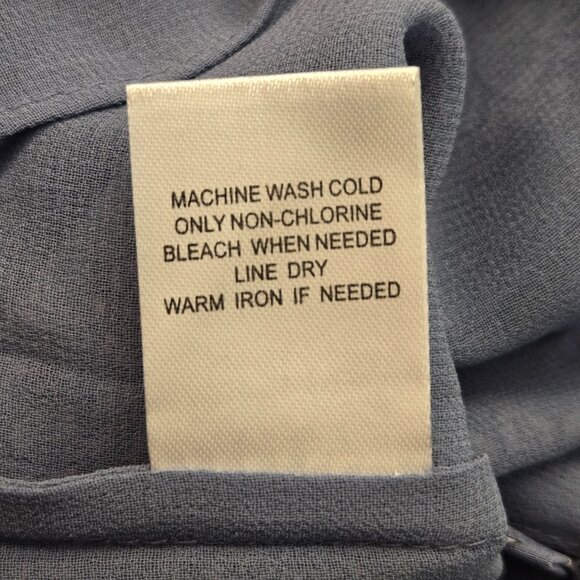 MACHINE WASH COLD
ONLY NON-CHLORINE
BLEACH WHEN NEEDED
LINE DRY
WARM IRON IF NEEDED